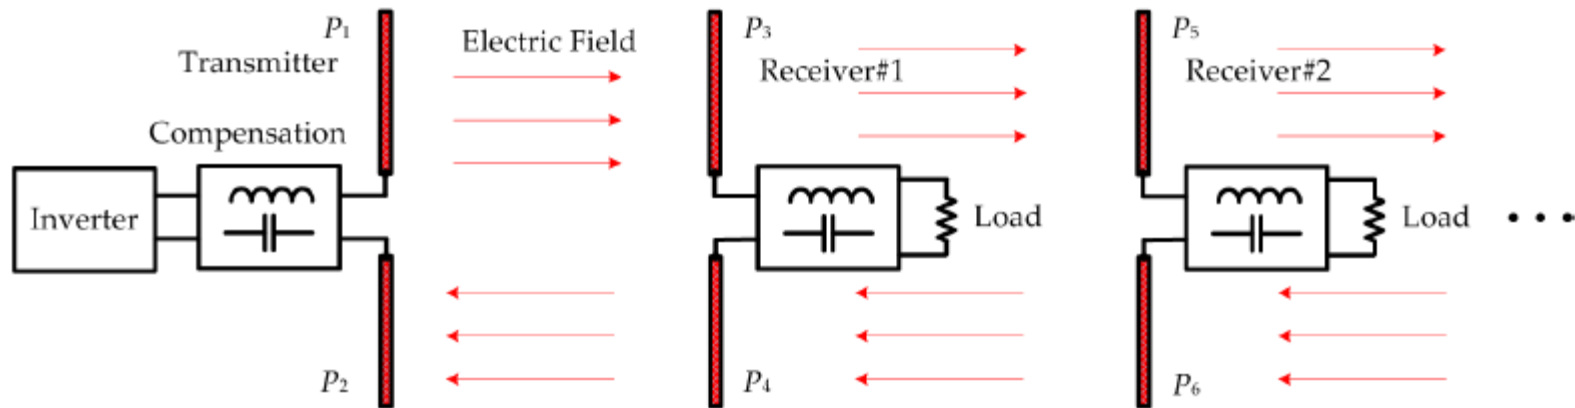 P1
Transmitter
Compensation
Inverter
P2
Electric Field
P3
Receiver#1
Load
P4
P5
Receiver#2
Load
P6
• • •